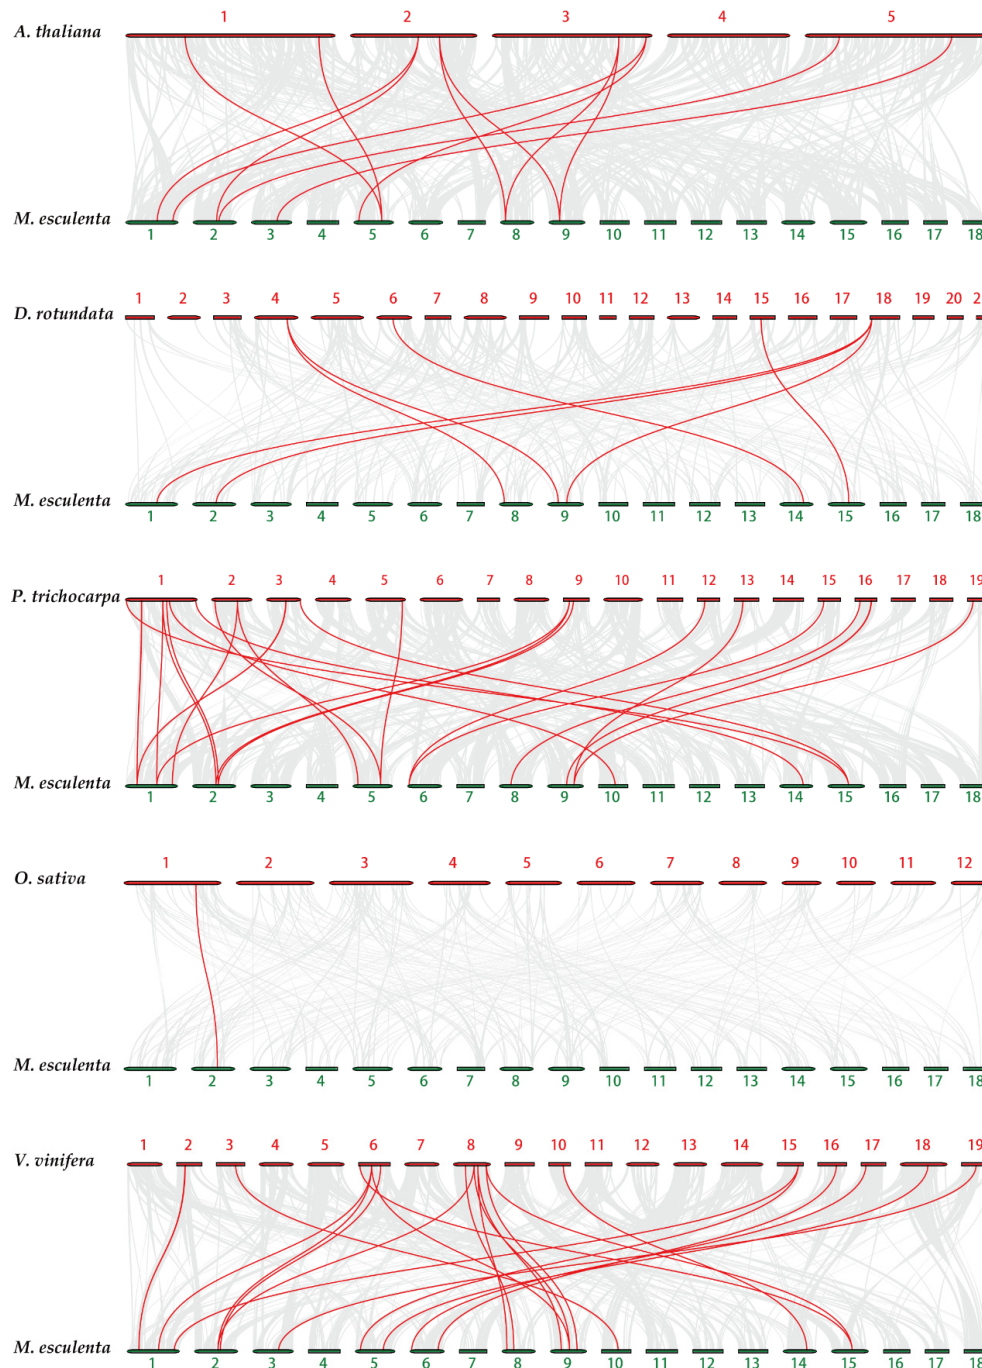 1 2 3 4 5
A. thaliana
M. esculenta
1 2 3 4 5 6 7 8 9 10 11 12 13 14 15 16 17 18
1 2 3 4 5 6 7 8 9 10 11 12 13 14 15 16 17 18 19 20 2
D. rotundata
M. esculenta
1 2 3 4 5 6 7 8 9 10 11 12 13 14 15 16 17 18
1 2 3 4 5 6 7 8 9 10 11 12 13 14 15 16 17 18 19
P. trichocarpa
M. esculenta
1 2 3 4 5 6 7 8 9 10 11 12 13 14 15 16 17 18
1 2 3 4 5 6 7 8 9 10 11 12
O. sativa
M. esculenta
1 2 3 4 5 6 7 8 9 10 11 12 13 14 15 16 17 18
1 2 3 4 5 6 7 8 9 10 11 12 13 14 15 16 17 18 19
V. vinifera
M. esculenta
1 2 3 4 5 6 7 8 9 10 11 12 13 14 15 16 17 18